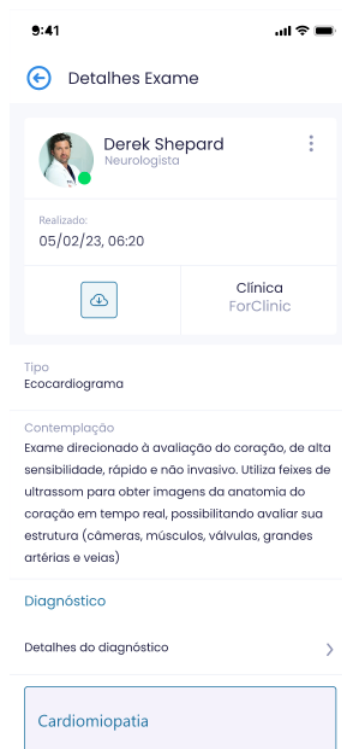 9:41
Detalhes Exame
Derek Shepard
Neurologista
Realizado:
05/02/23, 06:20
Clínica
ForClinic
Tipo
Ecocardiograma
Contemplação
Exame direcionado à avaliação do coração, de alta
sensibilidade, rápido e não invasivo. Utiliza feixes de
ultrassom para obter imagens da anatomia do
coração em tempo real, possibilitando avaliar sua
estrutura (câmeras, músculos, válvulas, grandes
artérias e veias)
Diagnóstico
Detalhes do diagnóstico
Cardiomiopatia